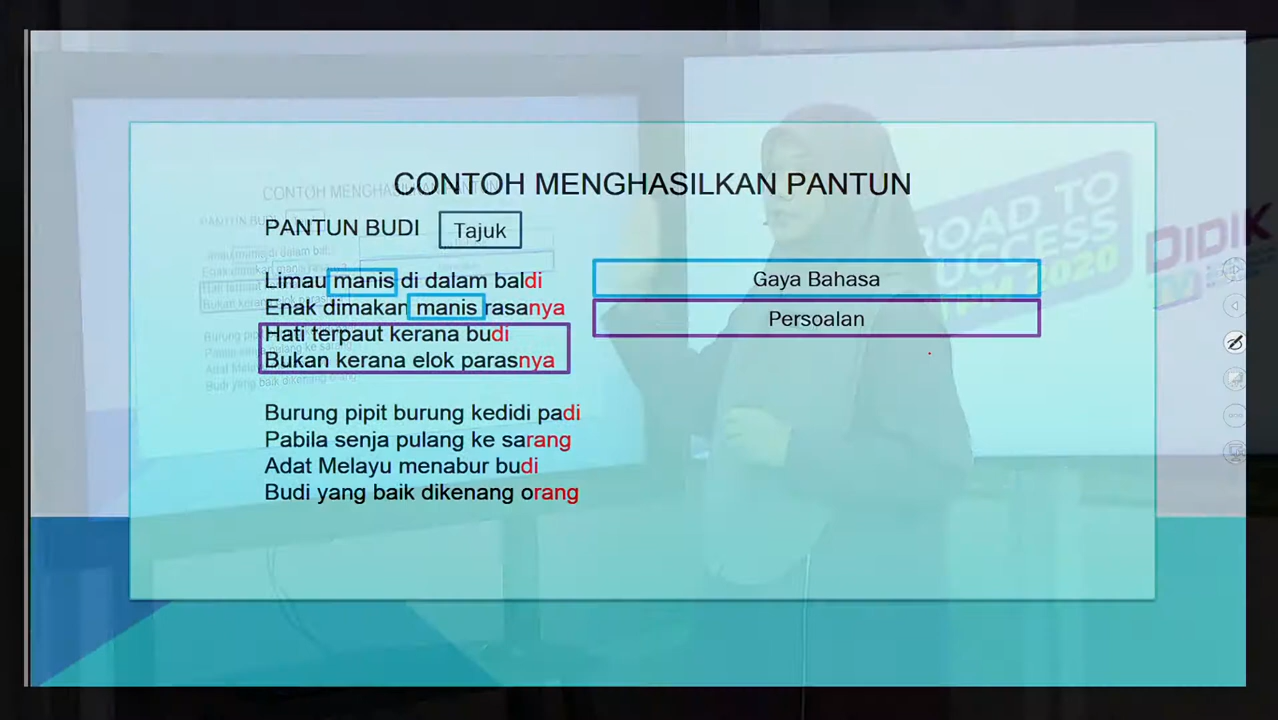 CONTOH MENGHASILKAN PANTUN
PANTUN BUDI
Tajuk
Limau manis di dalam baldi
Enak dimakan manis rasanya
Hati terpaut kerana budi
Bukan kerana elok parasnya
Burung pipit burung kedidi padi
Pabila senja pulang ke sarang
Adat Melayu menabur budi
Budi yang baik dikenang orang
Gaya Bahasa
Persoalan
ROAD TO
SUCCESS
2020
DIDIK
TV